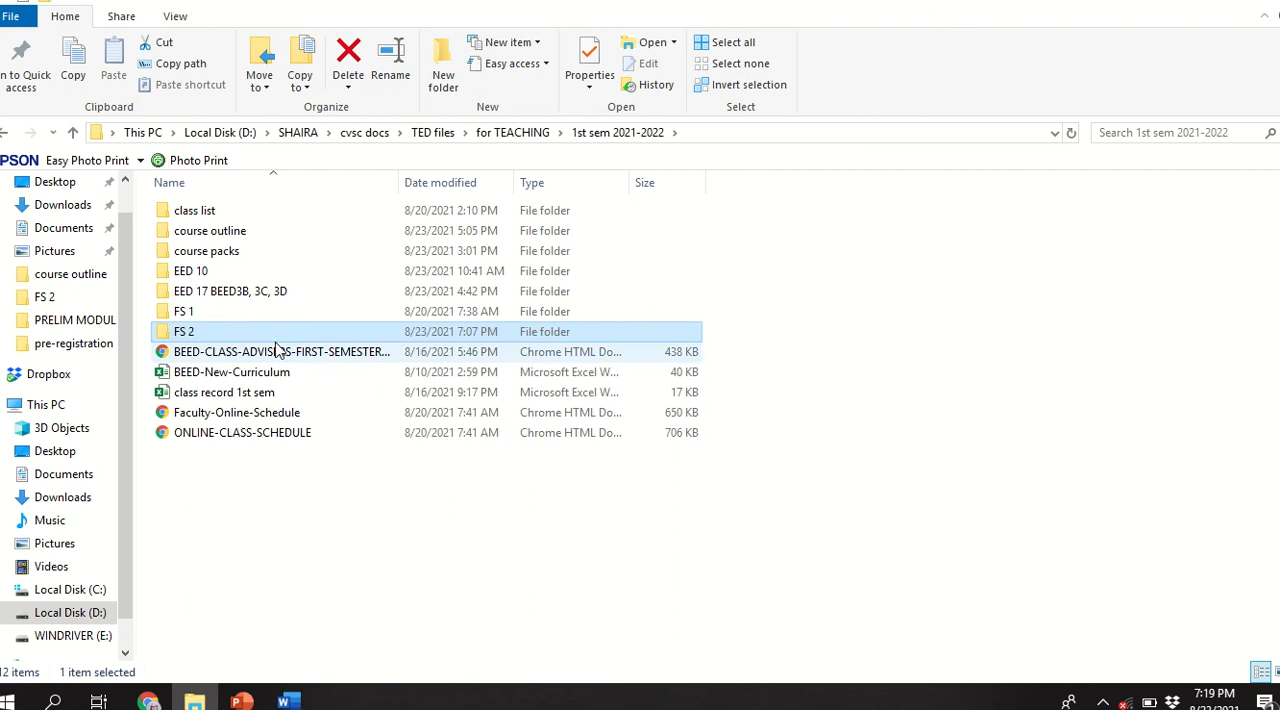 File Home Share View
Cut
Copy path
Paste shortcut
n to Quick access
Copy
Paste
Clipboard
Move to
Copy to
Delete
Rename
Organize
New folder
New item
Easy access
New
Properties
Open
Edit
History
Open
Select all
Select none
Invert selection
Select
This PC > Local Disk (D:) > SHAIRA > cvsc docs > TED files > for TEACHING > 1st sem 2021-2022 >
Search 1st sem 2021-2022
PSON Easy Photo Print Photo Print
Desktop
Downloads
Documents
Pictures
course outline
FS 2
PRELIM MODUL
pre-registration
Dropbox
This PC
3D Objects
Desktop
Documents
Downloads
Music
Pictures
Videos
Local Disk (C:)
Local Disk (D:)
WINDRIVER (E:)
Name Date modified Type Size
class list 8/20/2021 2:10 PM File folder
course outline 8/23/2021 5:05 PM File folder
course packs 8/23/2021 3:01 PM File folder
EED 10 8/23/2021 10:41 AM File folder
EED 17 BEED3B, 3C, 3D 8/23/2021 4:42 PM File folder
FS 1 8/20/2021 7:38 AM File folder
FS 2 8/23/2021 7:07 PM File folder
BEED-CLASS-ADVISERS-FIRST-SEMESTER... 8/16/2021 5:46 PM Chrome HTML Do... 438 KB
BEED-New-Curriculum 8/10/2021 2:59 PM Microsoft Excel W... 40 KB
class record 1st sem 8/16/2021 9:17 PM Microsoft Excel W... 17 KB
Faculty-Online-Schedule 8/20/2021 7:41 AM Chrome HTML Do... 650 KB
ONLINE-CLASS-SCHEDULE 8/20/2021 7:41 AM Chrome HTML Do... 706 KB
12 items 1 item selected
7:19 PM